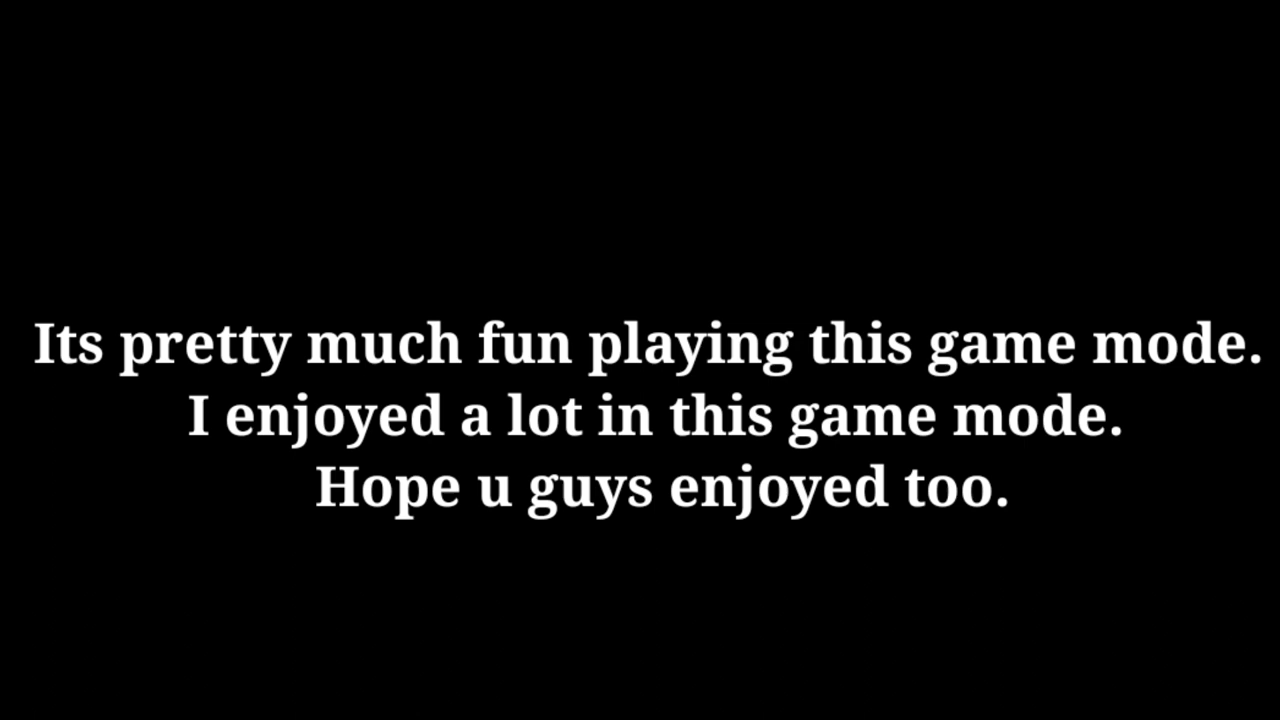 Its pretty much fun playing this game mode.
I enjoyed a lot in this game mode.
Hope u guys enjoyed too.